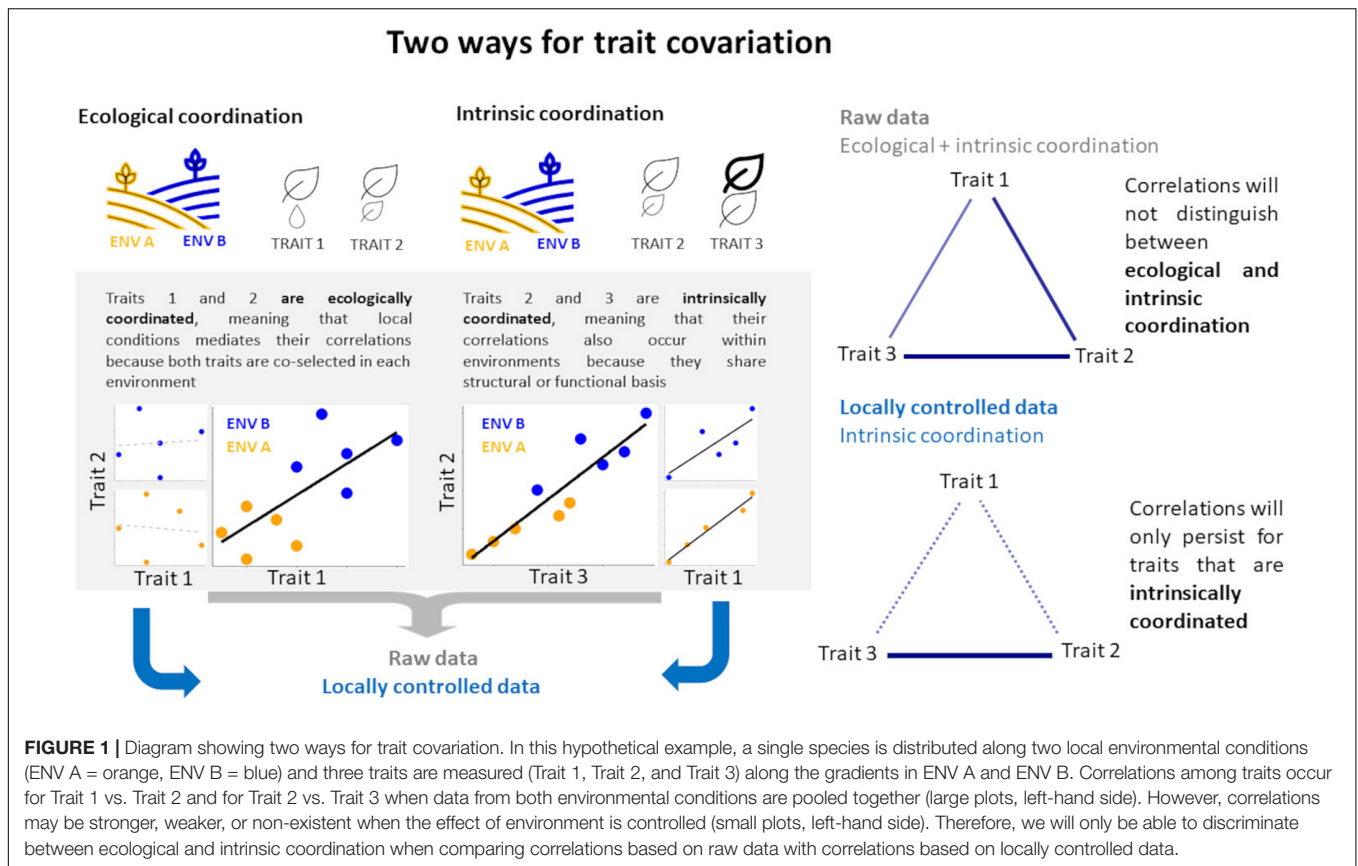 Two ways for trait covariation
Ecological coordination
ENV A
ENV B
TRAIT 1
TRAIT 2
Traits 1 and 2 are ecologically
coordinated, meaning that local
conditions mediates their correlations
because both traits are co-selected in each
environment
Trait 2
Trait 1
ENV B
ENV A
Trait 1
Intrinsic coordination
ENV A
ENV B
TRAIT 2
TRAIT 3
Traits 2 and 3 are intrinsically
coordinated, meaning that their
correlations also occur within
environments because they share
structural or functional basis
Trait 2
ENV B
ENV A
Trait 3
Trait 1
Raw data
Locally controlled data
Raw data
Ecological + intrinsic coordination
Trait 1
Trait 3
Trait 2
Correlations will
not distinguish
between
ecological and
intrinsic
coordination
Locally controlled data
Intrinsic coordination
Trait 1
Trait 3
Trait 2
Correlations will
only persist for
traits that are
intrinsically
coordinated
FIGURE 1 | Diagram showing two ways for trait covariation. In this hypothetical example, a single species is distributed along two local environmental conditions
(ENV A = orange, ENV B = blue) and three traits are measured (Trait 1, Trait 2, and Trait 3) along the gradients in ENV A and ENV B. Correlations among traits occur
for Trait 1 vs. Trait 2 and for Trait 2 vs. Trait 3 when data from both environmental conditions are pooled together (large plots, left-hand side). However, correlations
may be stronger, weaker, or non-existent when the effect of environment is controlled (small plots, left-hand side). Therefore, we will only be able to discriminate
between ecological and intrinsic coordination when comparing correlations based on raw data with correlations based on locally controlled data.